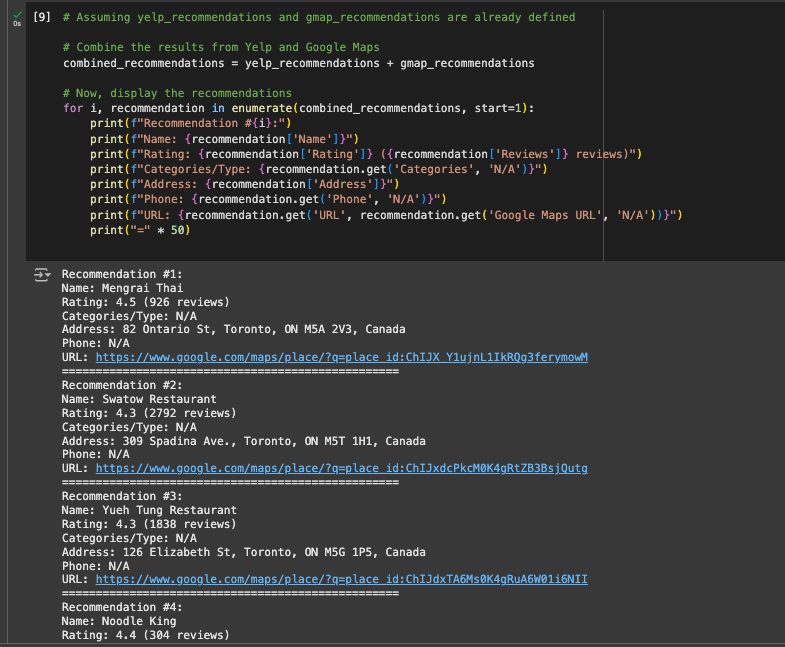 [9]
0s
# Assuming yelp_recommendations and gmap_recommendations are already defined
# Combine the results from Yelp and Google Maps
combined_recommendations = yelp_recommendations + gmap_recommendations
# Now, display the recommendations
for i, recommendation in enumerate(combined_recommendations, start=1):
    print(f"Recommendation #{i}:")
    print(f"Name: {recommendation['Name']}")
    print(f"Rating: {recommendation['Rating']} ({recommendation['Reviews']} reviews)")
    print(f"Categories/Type: {recommendation.get('Categories', 'N/A')}")
    print(f"Address: {recommendation['Address']}")
    print(f"Phone: {recommendation.get('Phone', 'N/A')}")
    print(f"URL: {recommendation.get('URL', recommendation.get('Google Maps URL', 'N/A'))}")
    print("=" * 50)
Recommendation #1:
Name: Mengrai Thai
Rating: 4.5 (926 reviews)
Categories/Type: N/A
Address: 82 Ontario St, Toronto, ON M5A 2V3, Canada
Phone: N/A
URL: https://www.google.com/maps/place/?q=place_id:ChIJX_Y1ujnL1IkRQg3ferymowM
==================================================
Recommendation #2:
Name: Swatow Restaurant
Rating: 4.3 (2792 reviews)
Categories/Type: N/A
Address: 309 Spadina Ave., Toronto, ON M5T 1H1, Canada
Phone: N/A
URL: https://www.google.com/maps/place/?q=place_id:ChIJxdcPkcM0K4gRtZB3BsjQutg
==================================================
Recommendation #3:
Name: Yueh Tung Restaurant
Rating: 4.3 (1838 reviews)
Categories/Type: N/A
Address: 126 Elizabeth St, Toronto, ON M5G 1P5, Canada
Phone: N/A
URL: https://www.google.com/maps/place/?q=place_id:ChIJdxTA6Ms0K4gRuA6W01i6NII
==================================================
Recommendation #4:
Name: Noodle King
Rating: 4.4 (304 reviews)